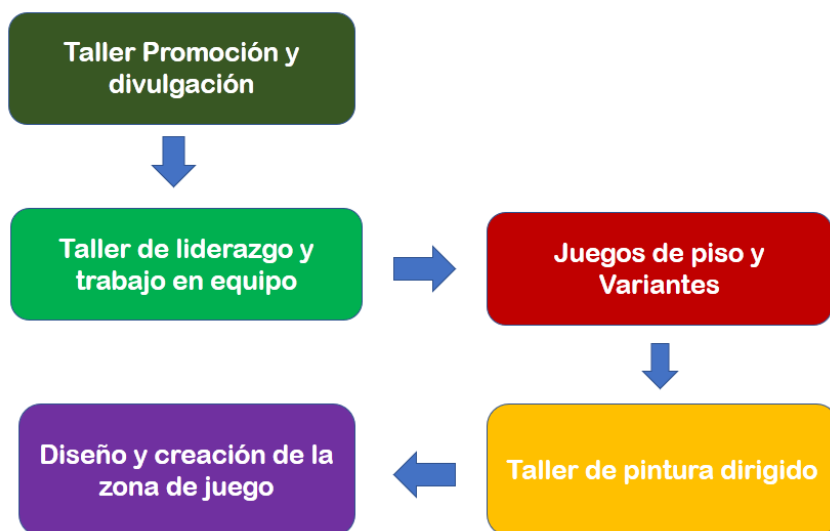 Taller Promoción y
divulgación
Taller de liderazgo y
trabajo en equipo
Juegos de piso y
Variantes
Taller de pintura dirigido
Diseño y creación de la
zona de juego